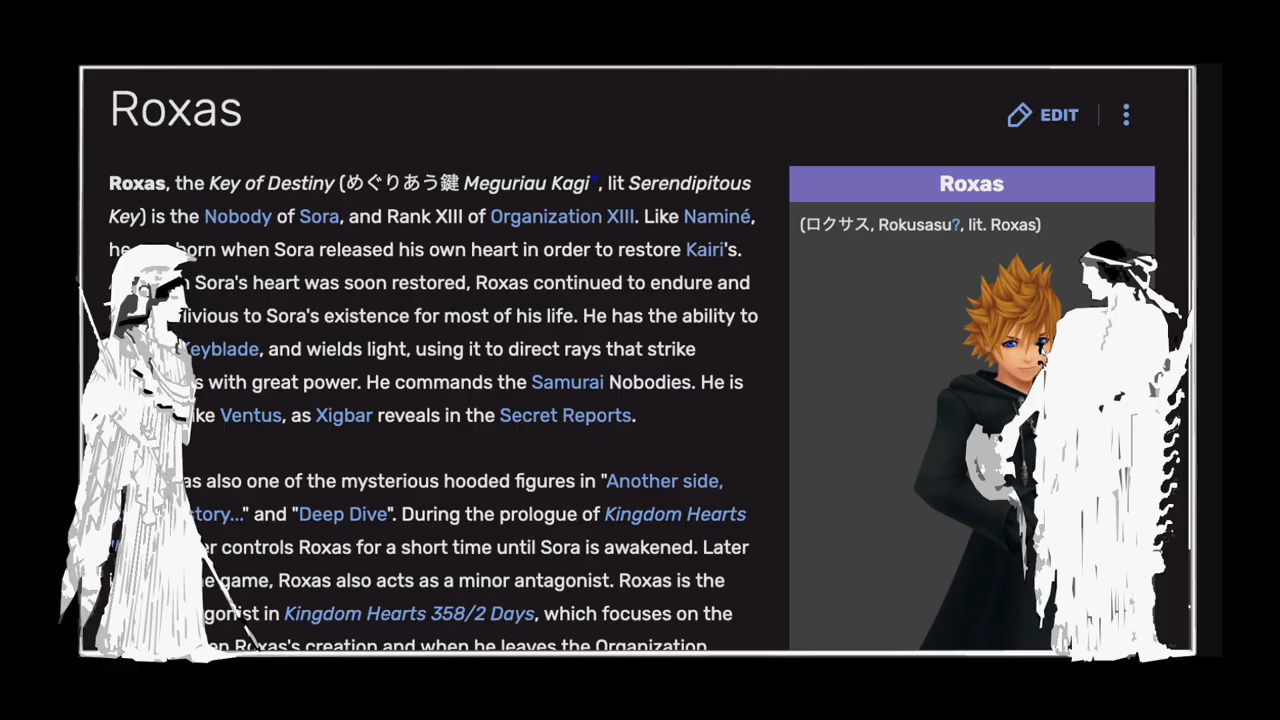 Roxas
EDIT
Roxas, the Key of Destiny (めぐりあう鍵 Meguriau Kagi?, lit Serendipitous
Key) is the Nobody of Sora, and Rank XIII of Organization XIII. Like Naminé,
born when Sora released his own heart in order to restore Kairi's.
Sora's heart was soon restored, Roxas continued to endure and
to Sora's existence for most of his life. He has the ability to
and wields light, using it to direct rays that strike
with great power. He commands the Samurai Nobodies. He is
Ventus, as Xigbar reveals in the Secret Reports.
also one of the mysterious hooded figures in "Another side,
" and "Deep Dive". During the prologue of Kingdom Hearts
controls Roxas for a short time until Sora is awakened. Later
game, Roxas also acts as a minor antagonist. Roxas is the
in Kingdom Hearts 358/2 Days, which focuses on the
Roxas's creation and when he leaves the Organization
Roxas
(ロクサス, Rokusasu?, lit. Roxas)